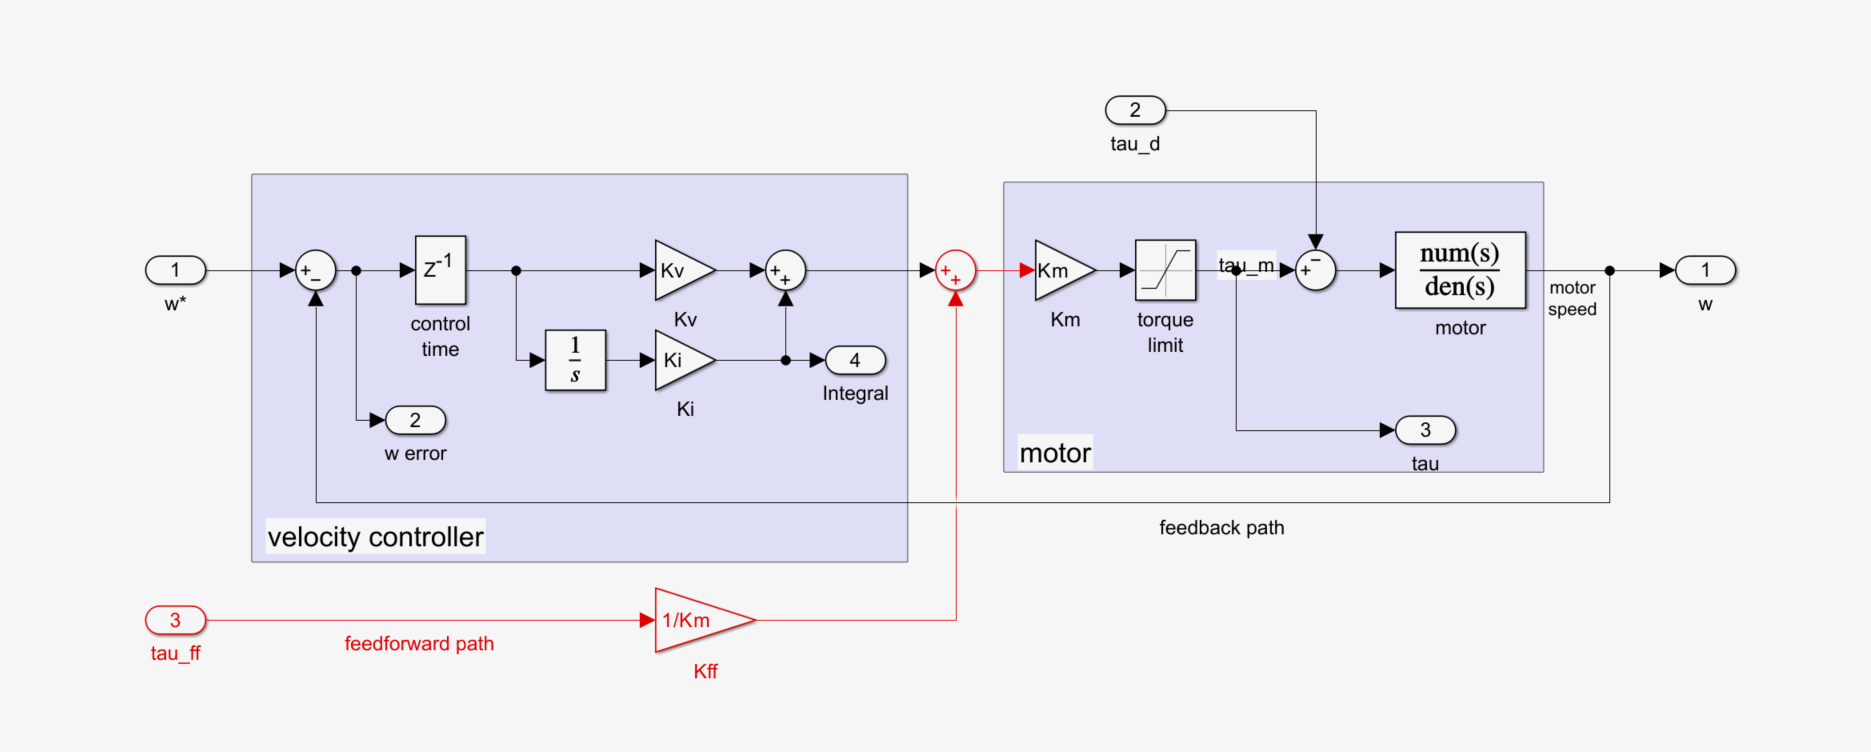 2
tau_d
1
w*
+
−
Z-1
control
time
Kv
Kv
+
+
+
+
Km
Km
torque
limit
tau_m
+
−
num(s)
den(s)
motor
motor
speed
1
w
1
s
Ki
Ki
4
Integral
2
w error
3
tau
motor
velocity controller
feedback path
3
tau_ff
feedforward path
1/Km
Kff